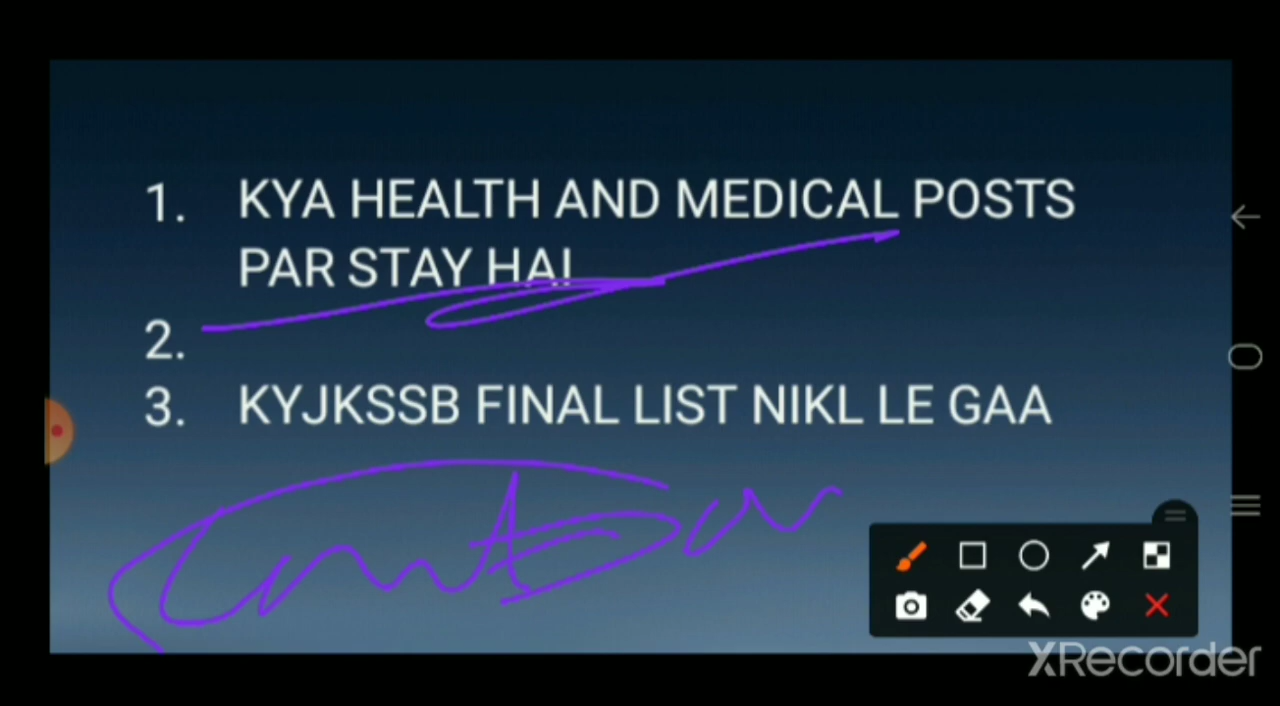 1. KYA HEALTH AND MEDICAL POSTS
PAR STAY HAI
2.
3. KYJKSSB FINAL LIST NIKL LE GAA
XRecorder